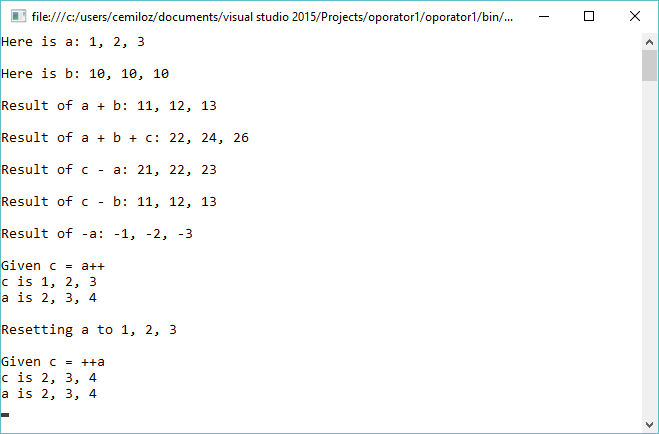 file:///c:/users/cemiloz/documents/visual studio 2015/Projects/oporator1/oporator1/bin/...
Here is a: 1, 2, 3
Here is b: 10, 10, 10
Result of a + b: 11, 12, 13
Result of a + b + c: 22, 24, 26
Result of c - a: 21, 22, 23
Result of c - b: 11, 12, 13
Result of -a: -1, -2, -3
Given c = a++
c is 1, 2, 3
a is 2, 3, 4
Resetting a to 1, 2, 3
Given c = ++a
c is 2, 3, 4
a is 2, 3, 4